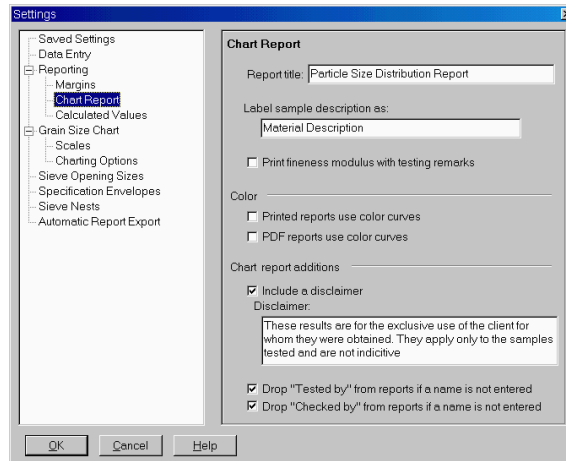 Settings
Saved Settings
Data Entry
Reporting
Margins
Chart Report
Calculated Values
Grain Size Chart
Scales
Charting Options
Sieve Opening Sizes
Specification Envelopes
Sieve Nests
Automatic Report Export
Chart Report
Report title: Particle Size Distribution Report
Label sample description as:
Material Description
Print fineness modulus with testing remarks
Color
Printed reports use color curves
PDF reports use color curves
Chart report additions
Include a disclaimer
Disclaimer:
These results are for the exclusive use of the client for
whom they were obtained. They apply only to the samples
tested and are not indicitive
Drop "Tested by" from reports if a name is not entered
Drop "Checked by" from reports if a name is not entered
OK Cancel Help